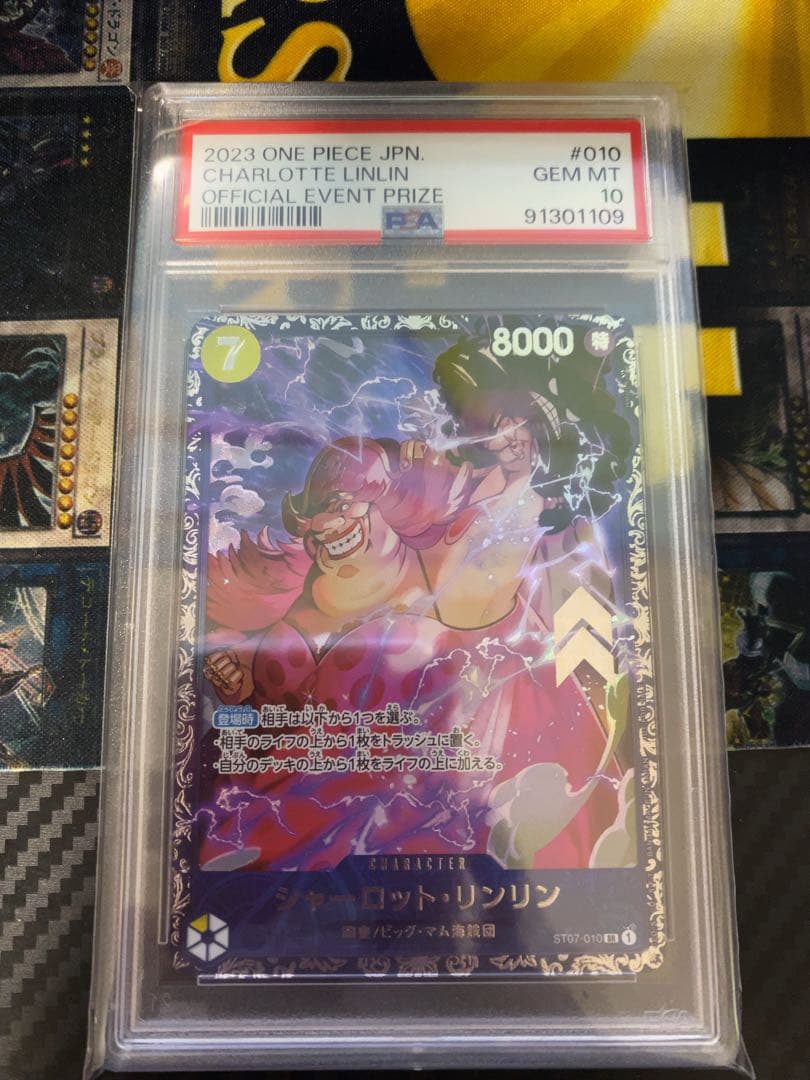 2023 ONE PIECE JPN.
#010
CHARLOTTE LINLIN
GEM MT
OFFICIAL EVENT PRIZE
10
PSA
91301109
7
8000
特
登場時 相手は以下から1つを選ぶ。
・相手のライフの上から1枚をトラッシュに置く。
・自分のデッキの上から1枚をライフの上に加える。
CHARACTER
シャーロット・リンリン
四皇/ビッグ・マム海賊団
ST07-010 SR 1